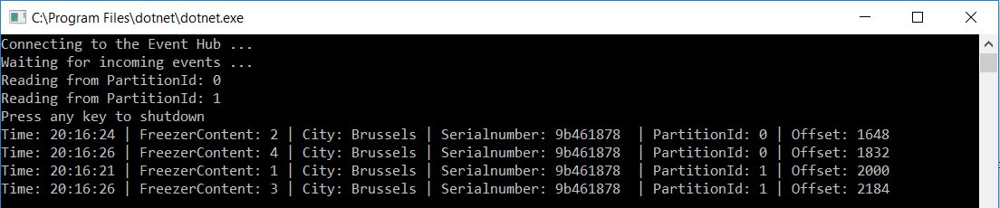 C:\Program Files\dotnet\dotnet.exe
Connecting to the Event Hub ...
Waiting for incoming events ...
Reading from PartitionId: 0
Reading from PartitionId: 1
Press any key to shutdown
Time: 20:16:24 | FreezerContent: 2 | City: Brussels | Serialnumber: 9b461878  | PartitionId: 0 | Offset: 1648
Time: 20:16:26 | FreezerContent: 4 | City: Brussels | Serialnumber: 9b461878  | PartitionId: 0 | Offset: 1832
Time: 20:16:21 | FreezerContent: 1 | City: Brussels | Serialnumber: 9b461878  | PartitionId: 1 | Offset: 2000
Time: 20:16:26 | FreezerContent: 3 | City: Brussels | Serialnumber: 9b461878  | PartitionId: 1 | Offset: 2184